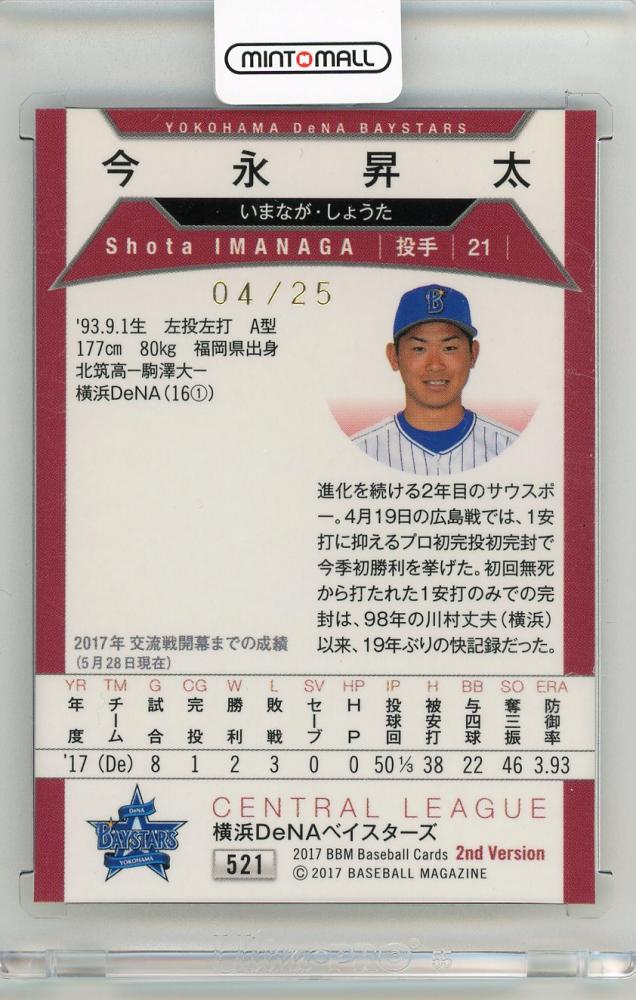 MINTMALL
YOKOHAMA DeNA BAYSTARS
今永昇太
いまなが・しょうた
Shota IMANAGA | 投手 | 21 |
04/25
'93.9.1生 左投左打 A型
177cm 80kg 福岡県出身
北筑高ー駒澤大ー
横浜DeNA(16①)
B
進化を続ける2年目のサウスポ
ー。4月19日の広島戦では、1安
打に抑えるプロ初完投初完封で
今季初勝利を挙げた。初回無死
から打たれた1安打のみでの完
封は、98年の川村丈夫(横浜)
以来、19年ぶりの快記録だった。
2017年 交流戦開幕までの成績
(5月28日現在)
YR TM G CG W L SV HP IP H BB SO ERA
年度 チーム 試合 完投 勝利 敗戦 セーブ HP 投球回 被安打 与四球 奪三振 防御率
'17 (De) 8 1 2 3 0 0 50⅓ 38 22 46 3.93
DeNA
BAYSTARS
YOKOHAMA
CENTRAL LEAGUE
横浜DeNAベイスターズ
521
2017 BBM Baseball Cards 2nd Version
© 2017 BASEBALL MAGAZINE